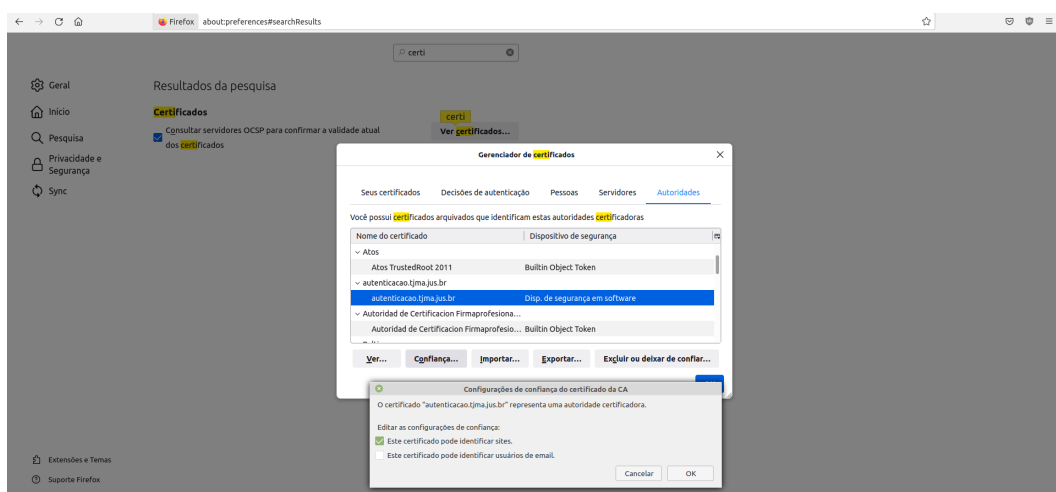 Firefox about:preferences#searchResults
certi
Geral
Início
Pesquisa
Privacidade e
Segurança
Sync
Resultados da pesquisa
Certificados
Consultar servidores OCSP para confirmar a validade atual
dos certificados
certi
Ver certificados...
Gerenciador de certificados
Seus certificados Decisões de autenticação Pessoas Servidores Autoridades
Você possui certificados arquivados que identificam estas autoridades certificadoras
Nome do certificado Dispositivo de segurança
Atos
Atos TrustedRoot 2011 Builtin Object Token
autenticacao.tjma.jus.br
autenticacao.tjma.jus.br Disp. de segurança em software
Autoridad de Certificacion Firmaprofesiona...
Autoridad de Certificacion Firmaprofesio... Builtin Object Token
Ver... Confiança... Importar... Exportar... Excluir ou deixar de confiar...
Configurações de confiança do certificado da CA
O certificado "autenticacao.tjma.jus.br" representa uma autoridade certificadora.
Editar as configurações de confiança:
Este certificado pode identificar sites.
Este certificado pode identificar usuários de email.
Cancelar OK
Extensões e Temas
Suporte Firefox